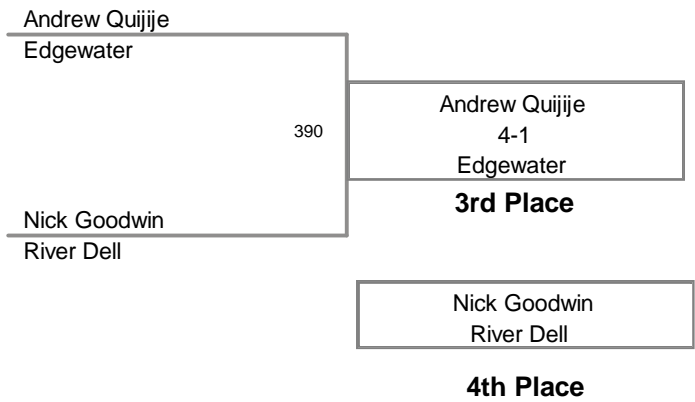 Andrew Quijije
Edgewater
390
Andrew Quijije
4-1
Edgewater
3rd Place
Nick Goodwin
River Dell
Nick Goodwin
River Dell
4th Place